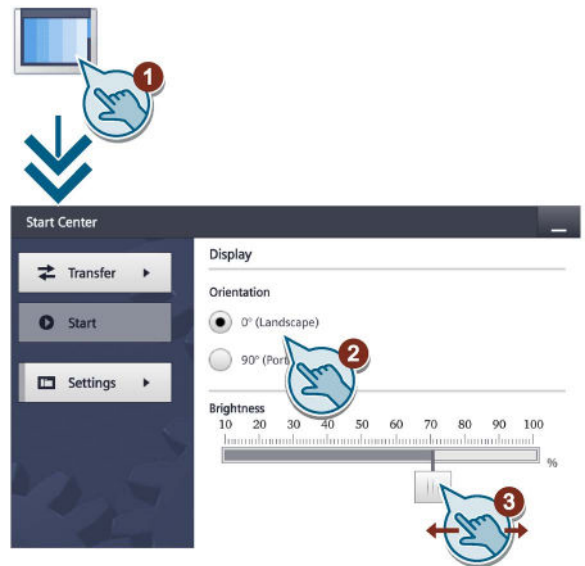 1
Start Center
Transfer
Start
Settings
Display
Orientation
0° (Landscape)
2
90° (Port
Brightness
10 20 30 40 50 60 70 80 90 100
%
3